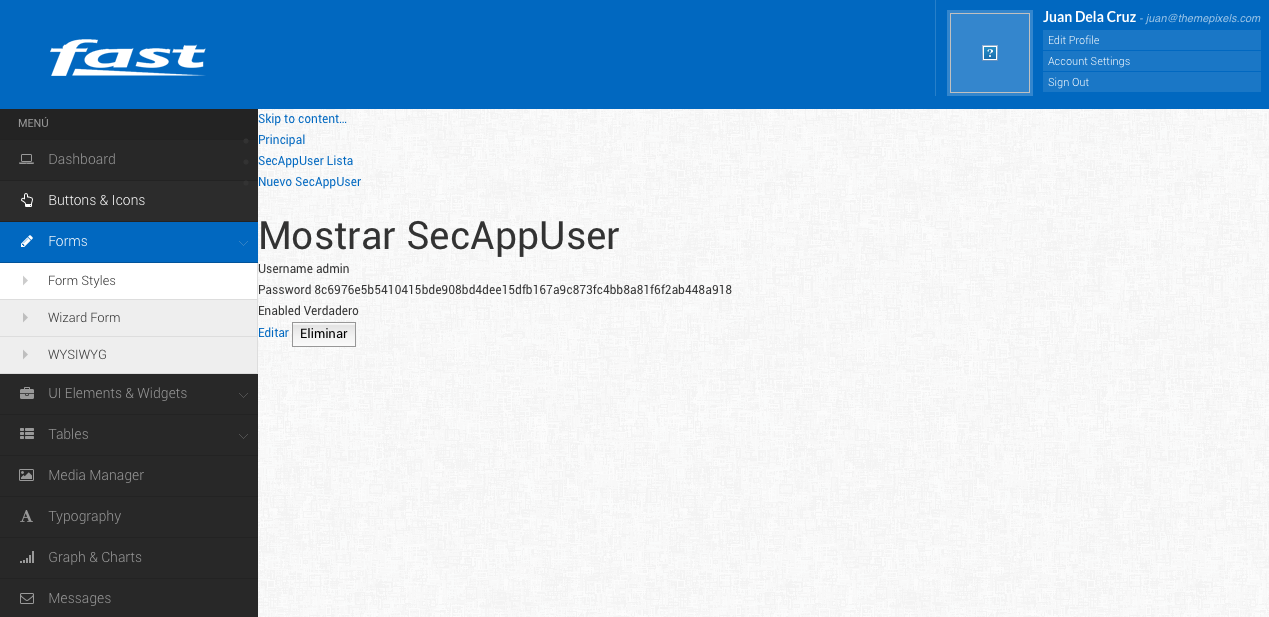 fast
Juan Dela Cruz - juan@themepixels.com
Edit Profile
Account Settings
Sign Out
MENÚ
Dashboard
Buttons & Icons
Forms
Form Styles
Wizard Form
WYSIWYG
UI Elements & Widgets
Tables
Media Manager
Typography
Graph & Charts
Messages
Skip to content…
Principal
SecAppUser Lista
Nuevo SecAppUser
Mostrar SecAppUser
Username admin
Password 8c6976e5b5410415bde908bd4dee15dfb167a9c873fc4bb8a81f6f2ab448a918
Enabled Verdadero
Editar Eliminar